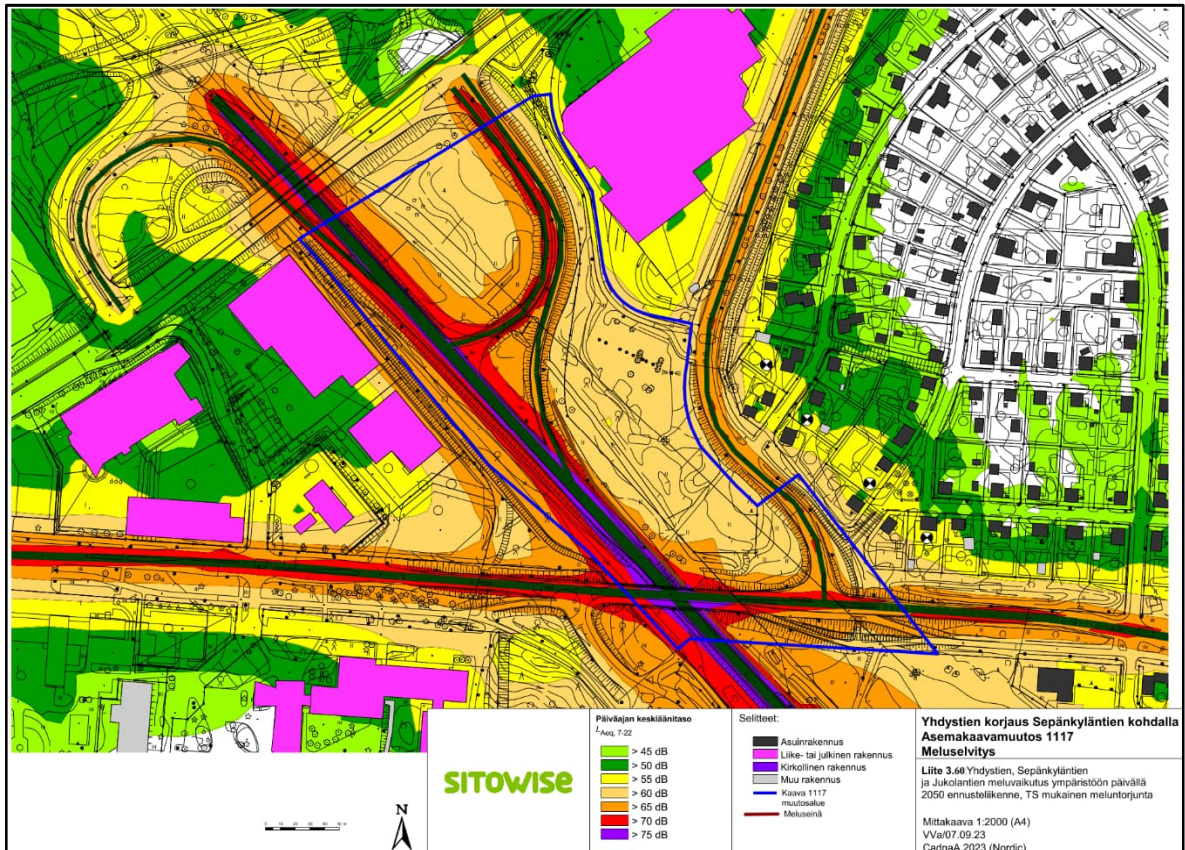 SITOWISE
N
Päiväajan keskiäänitaso
LAeq, 7-22
> 45 dB
> 50 dB
> 55 dB
> 60 dB
> 65 dB
> 70 dB
> 75 dB
Selitteet:
Asuinrakennus
Liike- tai julkinen rakennus
Kirkollinen rakennus
Muu rakennus
Kaava 1117
muutosalue
Meluseinä
Yhdystien korjaus Sepänkyläntien kohdalla
Asemakaavamuutos 1117
Meluselvitys
Liite 3.60 Yhdystien, Sepänkyläntien
ja Jukolantien meluvaikutus ympäristöön päivällä
2050 ennusteliikenne, TS mukainen meluntorjunta
Mittakaava 1:2000 (A4)
VVa/07.09.23
CadnaA 2023 (Nordic)